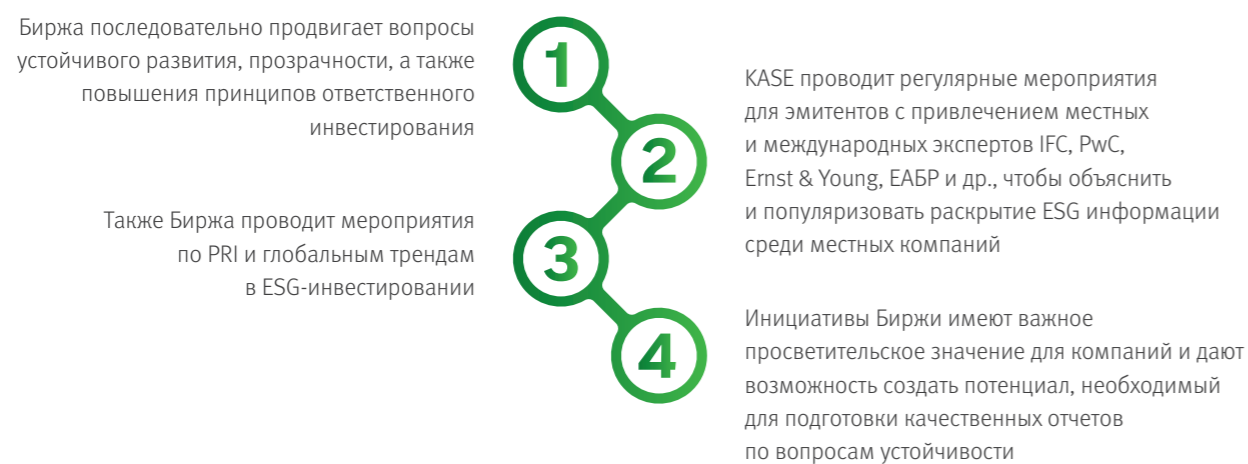 Биржа последовательно продвигает вопросы
устойчивого развития, прозрачности, а также
повышения принципов ответственного
инвестирования
1
2
KASE проводит регулярные мероприятия
для эмитентов с привлечением местных
и международных экспертов IFC, PwC,
Ernst & Young, ЕАБР и др., чтобы объяснить
и популяризовать раскрытие ESG информации
среди местных компаний
Также Биржа проводит мероприятия
по PRI и глобальным трендам
в ESG-инвестировании
3
4
Инициативы Биржи имеют важное
просветительское значение для компаний и дают
возможность создать потенциал, необходимый
для подготовки качественных отчетов
по вопросам устойчивости